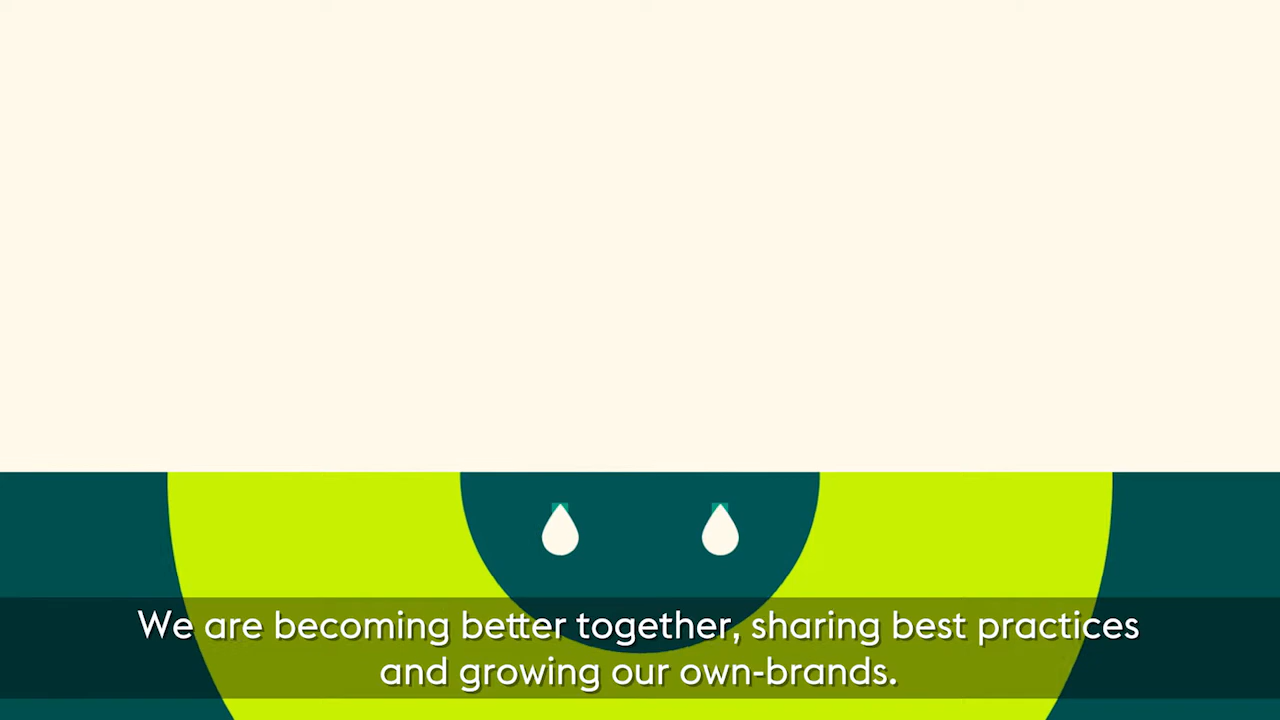 We are becoming better together, sharing best practices
and growing our own-brands.